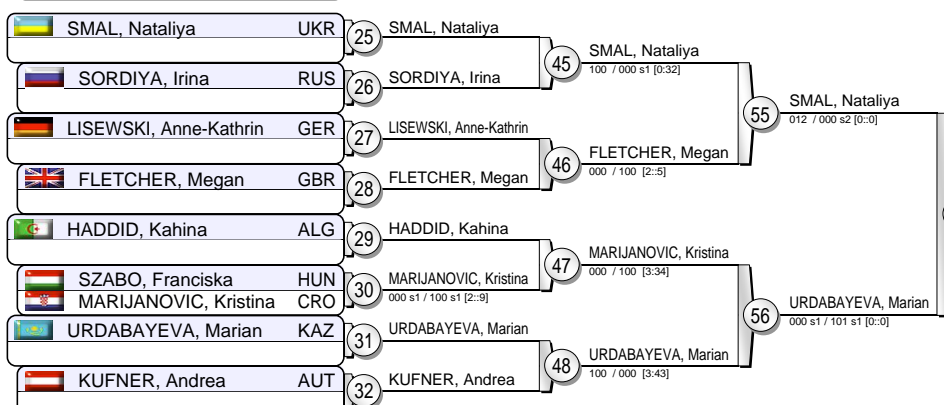 SMAL, Nataliya UKR
SORDIYA, Irina RUS
LISEWSKI, Anne-Kathrin GER
FLETCHER, Megan GBR
HADDID, Kahina ALG
SZABO, Franciska HUN
MARIJANOVIC, Kristina CRO
URDABAYEVA, Marian KAZ
KUFNER, Andrea AUT
25 SMAL, Nataliya
26 SORDIYA, Irina
27 LISEWSKI, Anne-Kathrin
28 FLETCHER, Megan
29 HADDID, Kahina
30 MARIJANOVIC, Kristina
000 s1 / 100 s1 [2::9]
31 URDABAYEVA, Marian
32 KUFNER, Andrea
45 SMAL, Nataliya
100 / 000 s1 [0:32]
46 FLETCHER, Megan
000 / 100 [2::5]
47 MARIJANOVIC, Kristina
000 / 100 [3:34]
48 URDABAYEVA, Marian
100 / 000 [3:43]
55 SMAL, Nataliya
012 / 000 s2 [0::0]
56 URDABAYEVA, Marian
000 s1 / 101 s1 [0::0]